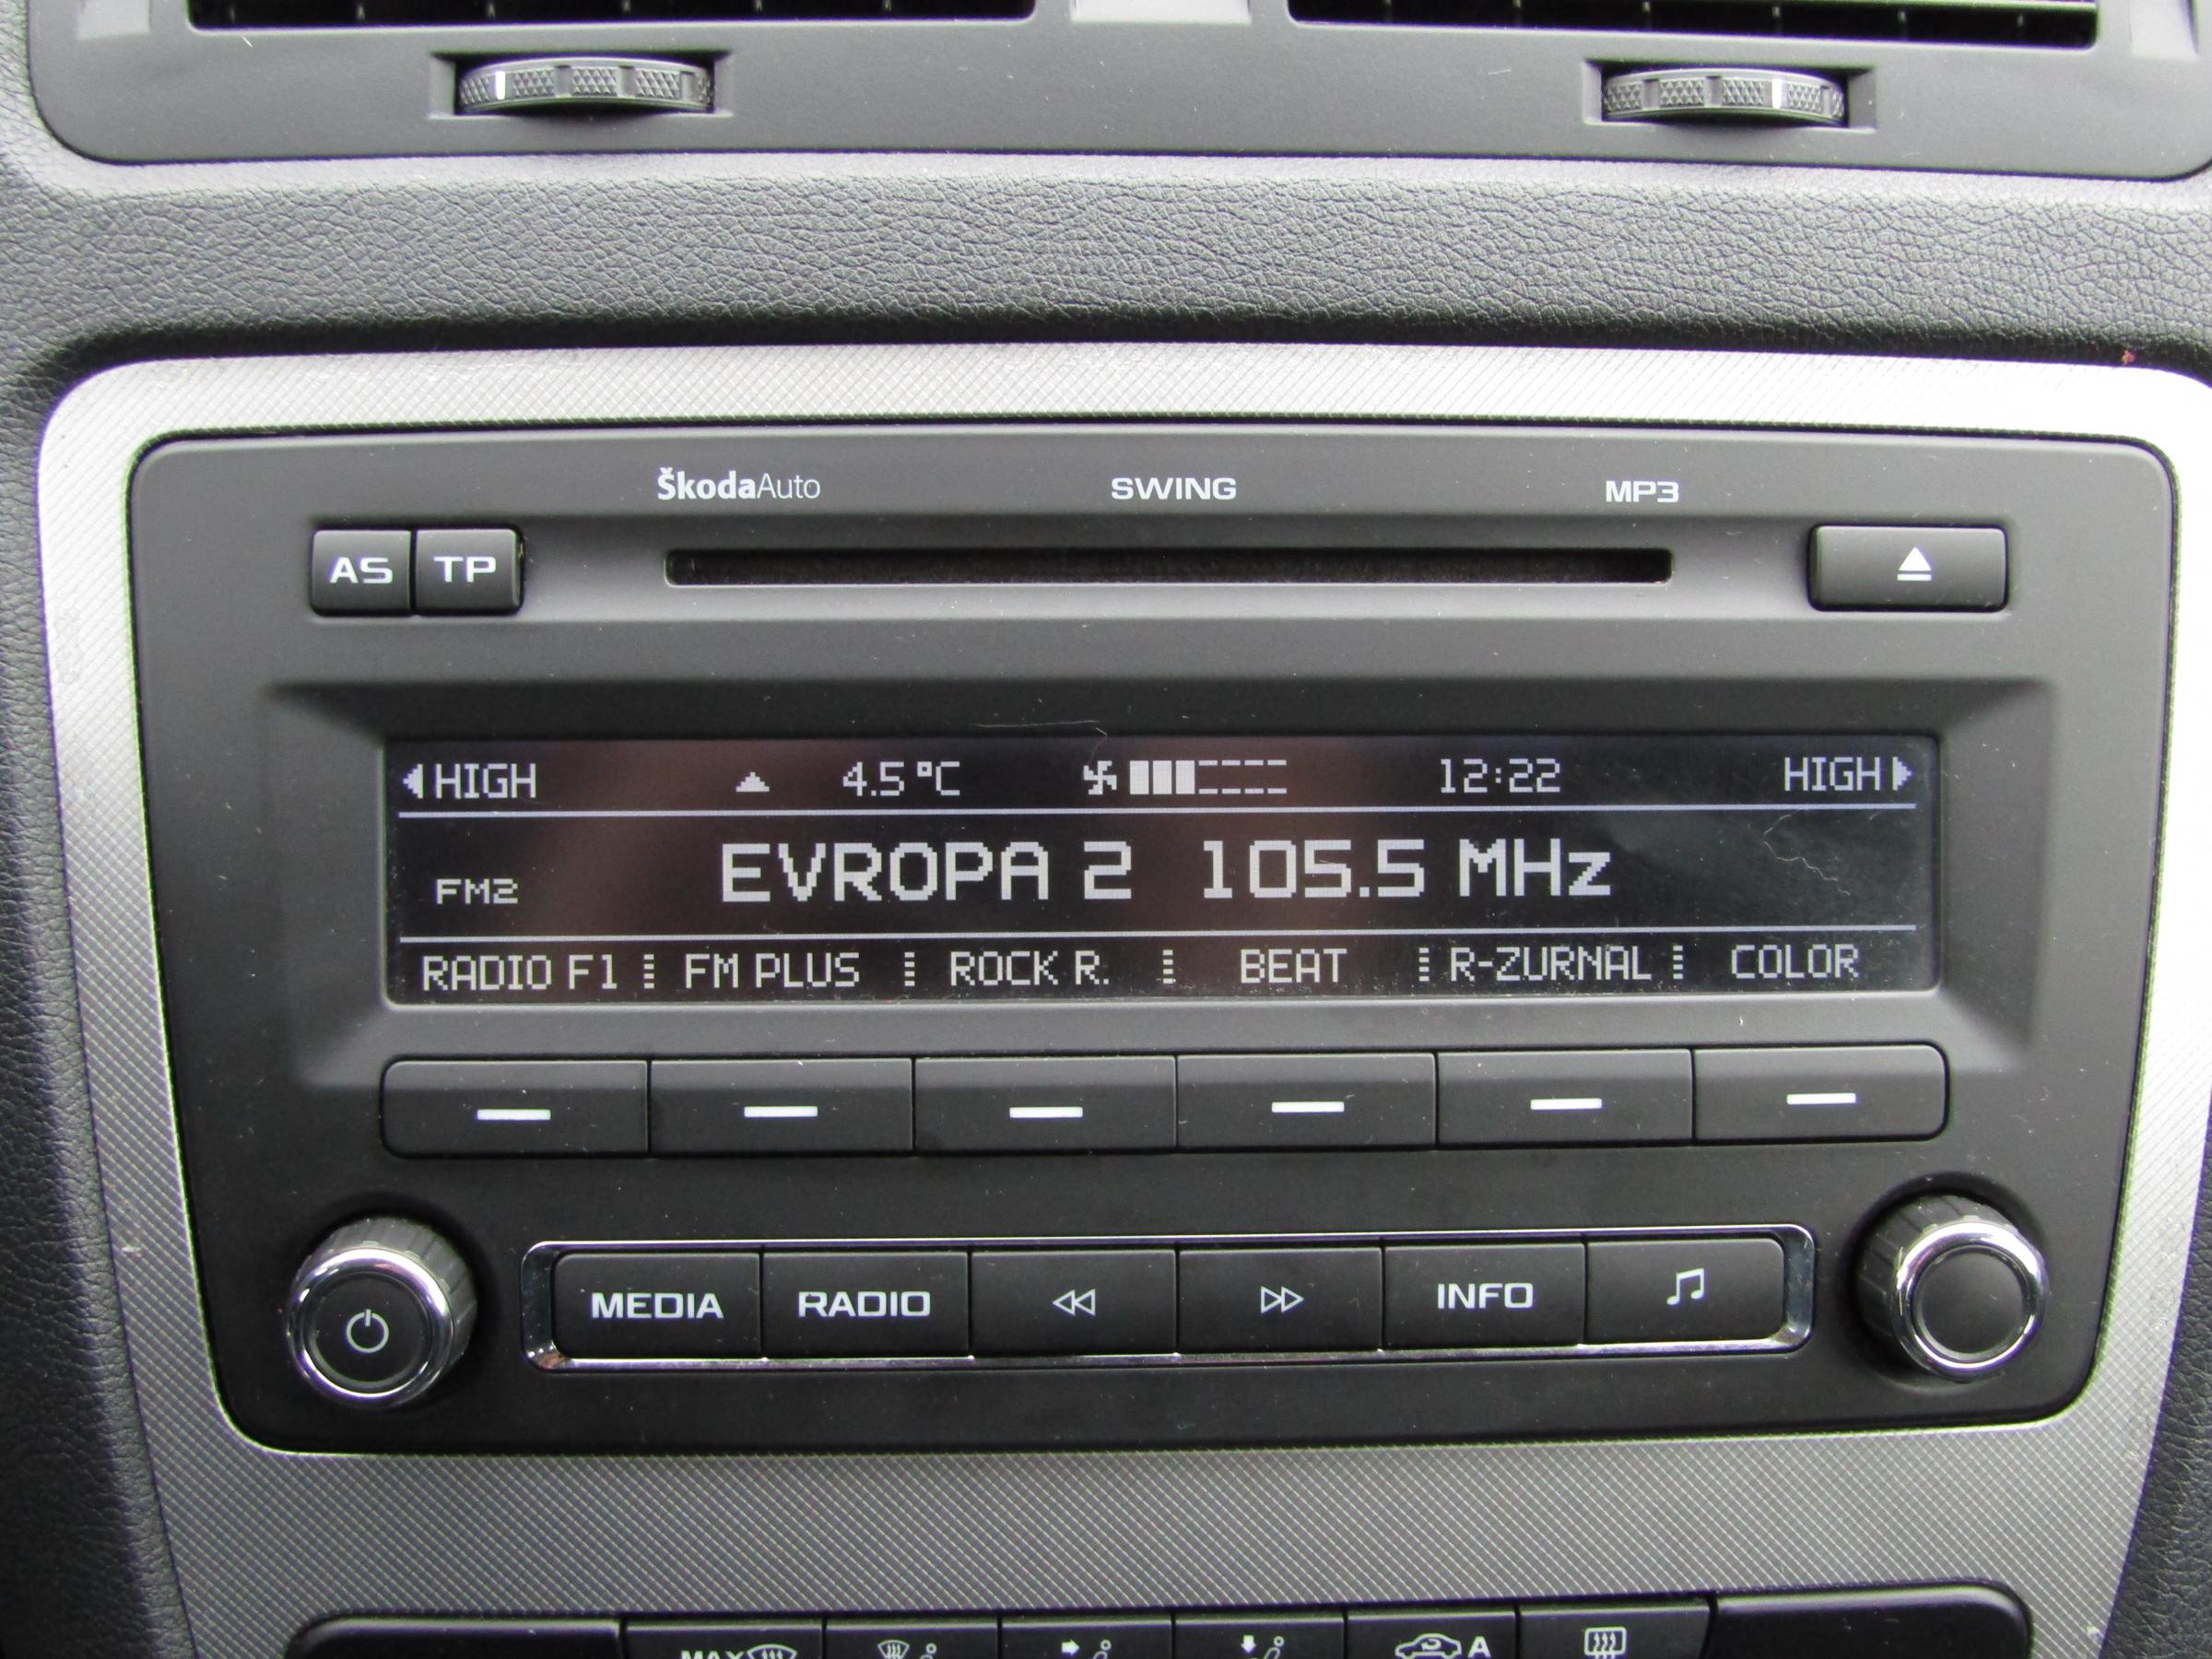 ŠkodaAuto SWING MP3
AS TP
HIGH 4.5°C 12:22 HIGH
FM2 EVROPA 2 105.5 MHz
RADIO F1 FM PLUS ROCK R. BEAT R-ZURNAL COLOR
MEDIA RADIO INFO
MAX A